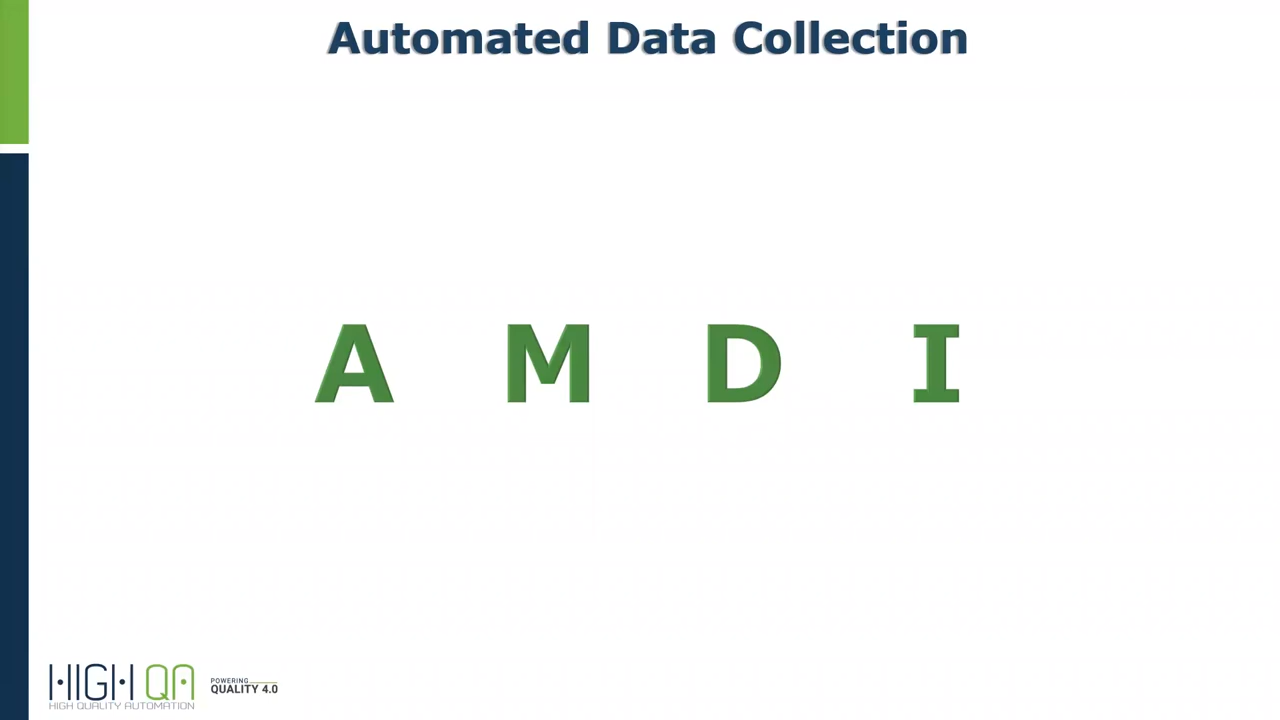 Automated Data Collection
A M D I
HIGH QA
HIGH QUALITY AUTOMATION
POWERING
QUALITY 4.0